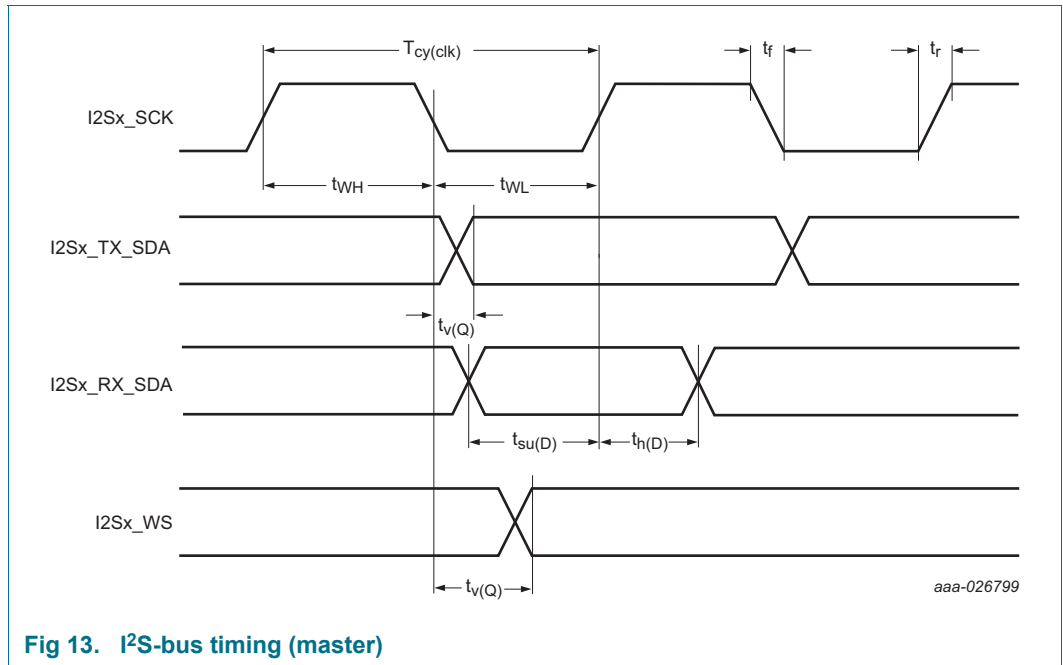 Tcy(clk)
tf
tr
I2Sx_SCK
tWH
tWL
I2Sx_TX_SDA
tv(Q)
I2Sx_RX_SDA
tsu(D)
th(D)
I2Sx_WS
tv(Q)
aaa-026799
Fig 13. I²S-bus timing (master)